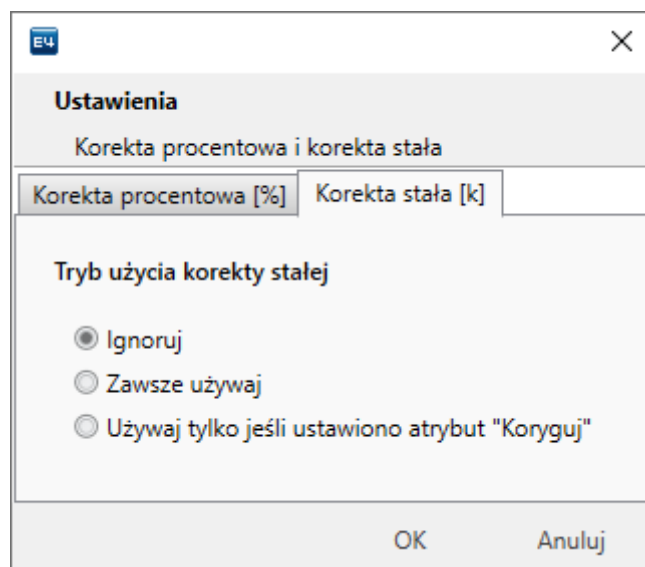 E4
Ustawienia
Korekta procentowa i korekta stała
Korekta procentowa [%] Korekta stała [k]
Tryb użycia korekty stałej
Ignoruj
Zawsze używaj
Używaj tylko jeśli ustawiono atrybut "Koryguj"
OK Anuluj